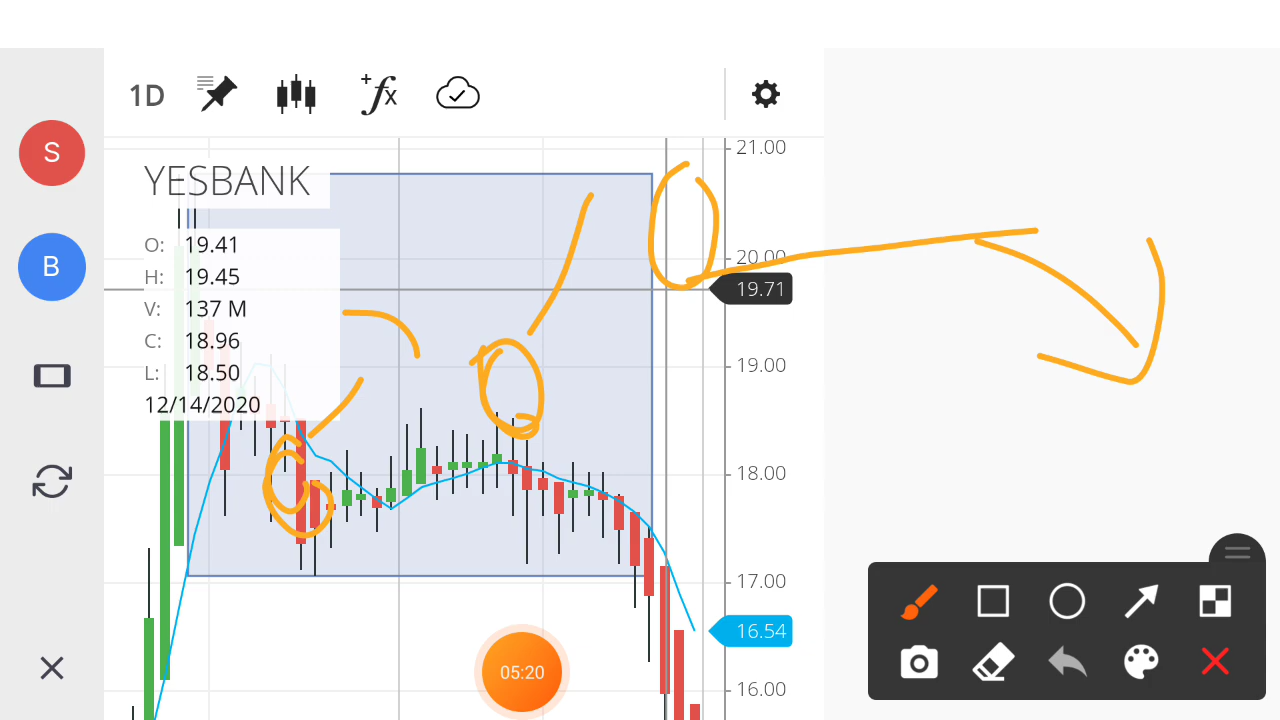 1D
fx
S
21.00
YESBANK
O: 19.41
B
20.00
H: 19.45
19.71
V: 137 M
C: 18.96
19.00
L: 18.50
12/14/2020
18.00
17.00
16.54
05:20
16.00